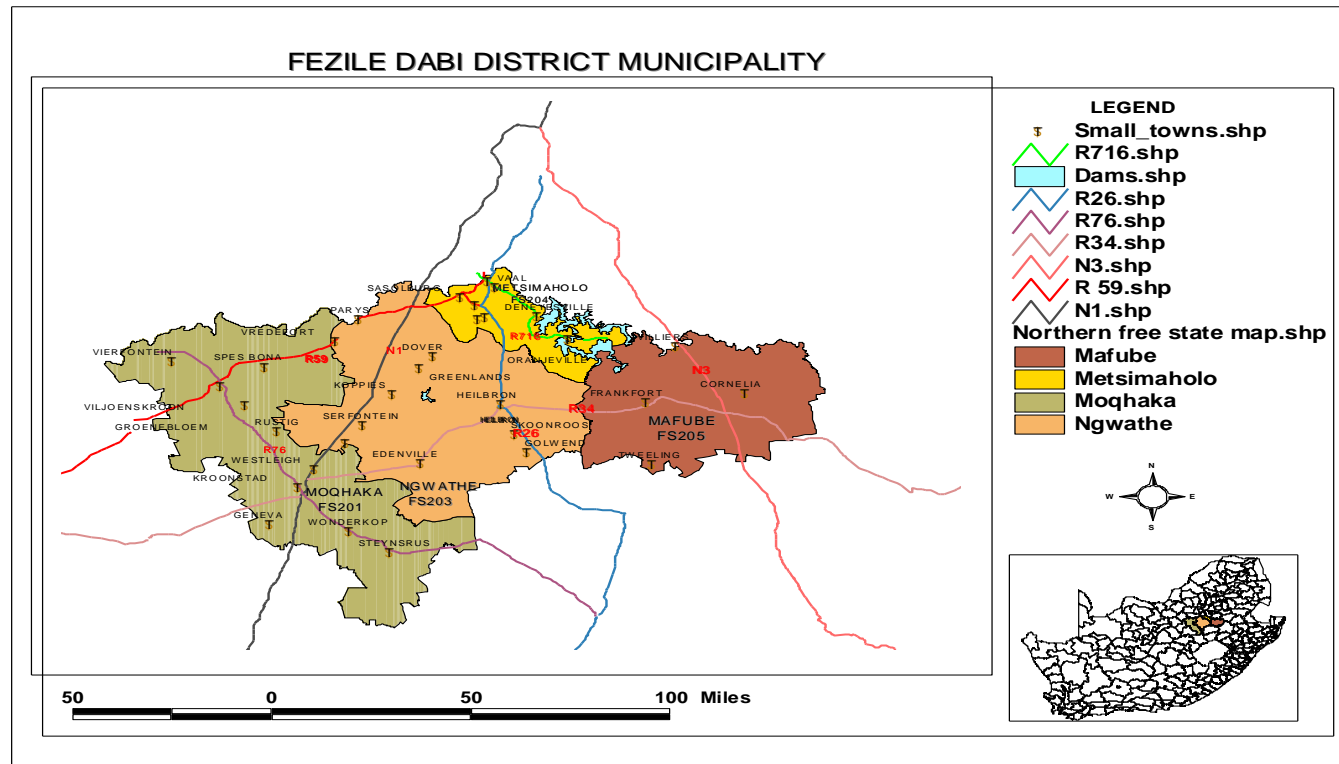 FEZILE DABI DISTRICT MUNICIPALITY
LEGEND
Small_towns.shp
R716.shp
Dams.shp
R26.shp
R76.shp
R34.shp
N3.shp
R 59.shp
N1.shp
Northern free state map.shp
Mafube
Metsimaholo
Moqhaka
Ngwathe
VAAL
SASOLBURG
METSIMAHOLO
FS204
DENEYSVILLE
PARYS
VREDEFORT
R716
VILLIERS
VIERFONTEIN
SPES BONA
R59
N1
DOVER
ORANJEVILLE
N3
GREENLANDS
KOPPIES
CORNELIA
HEILBRON
FRANKFORT
VILJOENSKROON
R34
GROENEBLOEM
SERFONTEIN
RUSTIG
SKOONROOS
MAFUBE
FS205
R26
R76
GOLWEND
WESTLEIGH
EDENVILLE
TWEELING
KROONSTAD
NGWATHE
FS203
MOQHAKA
FS201
GENEVA
WONDERKOP
STEYNSRUS
N
W
E
S
50
0
50
100 Miles